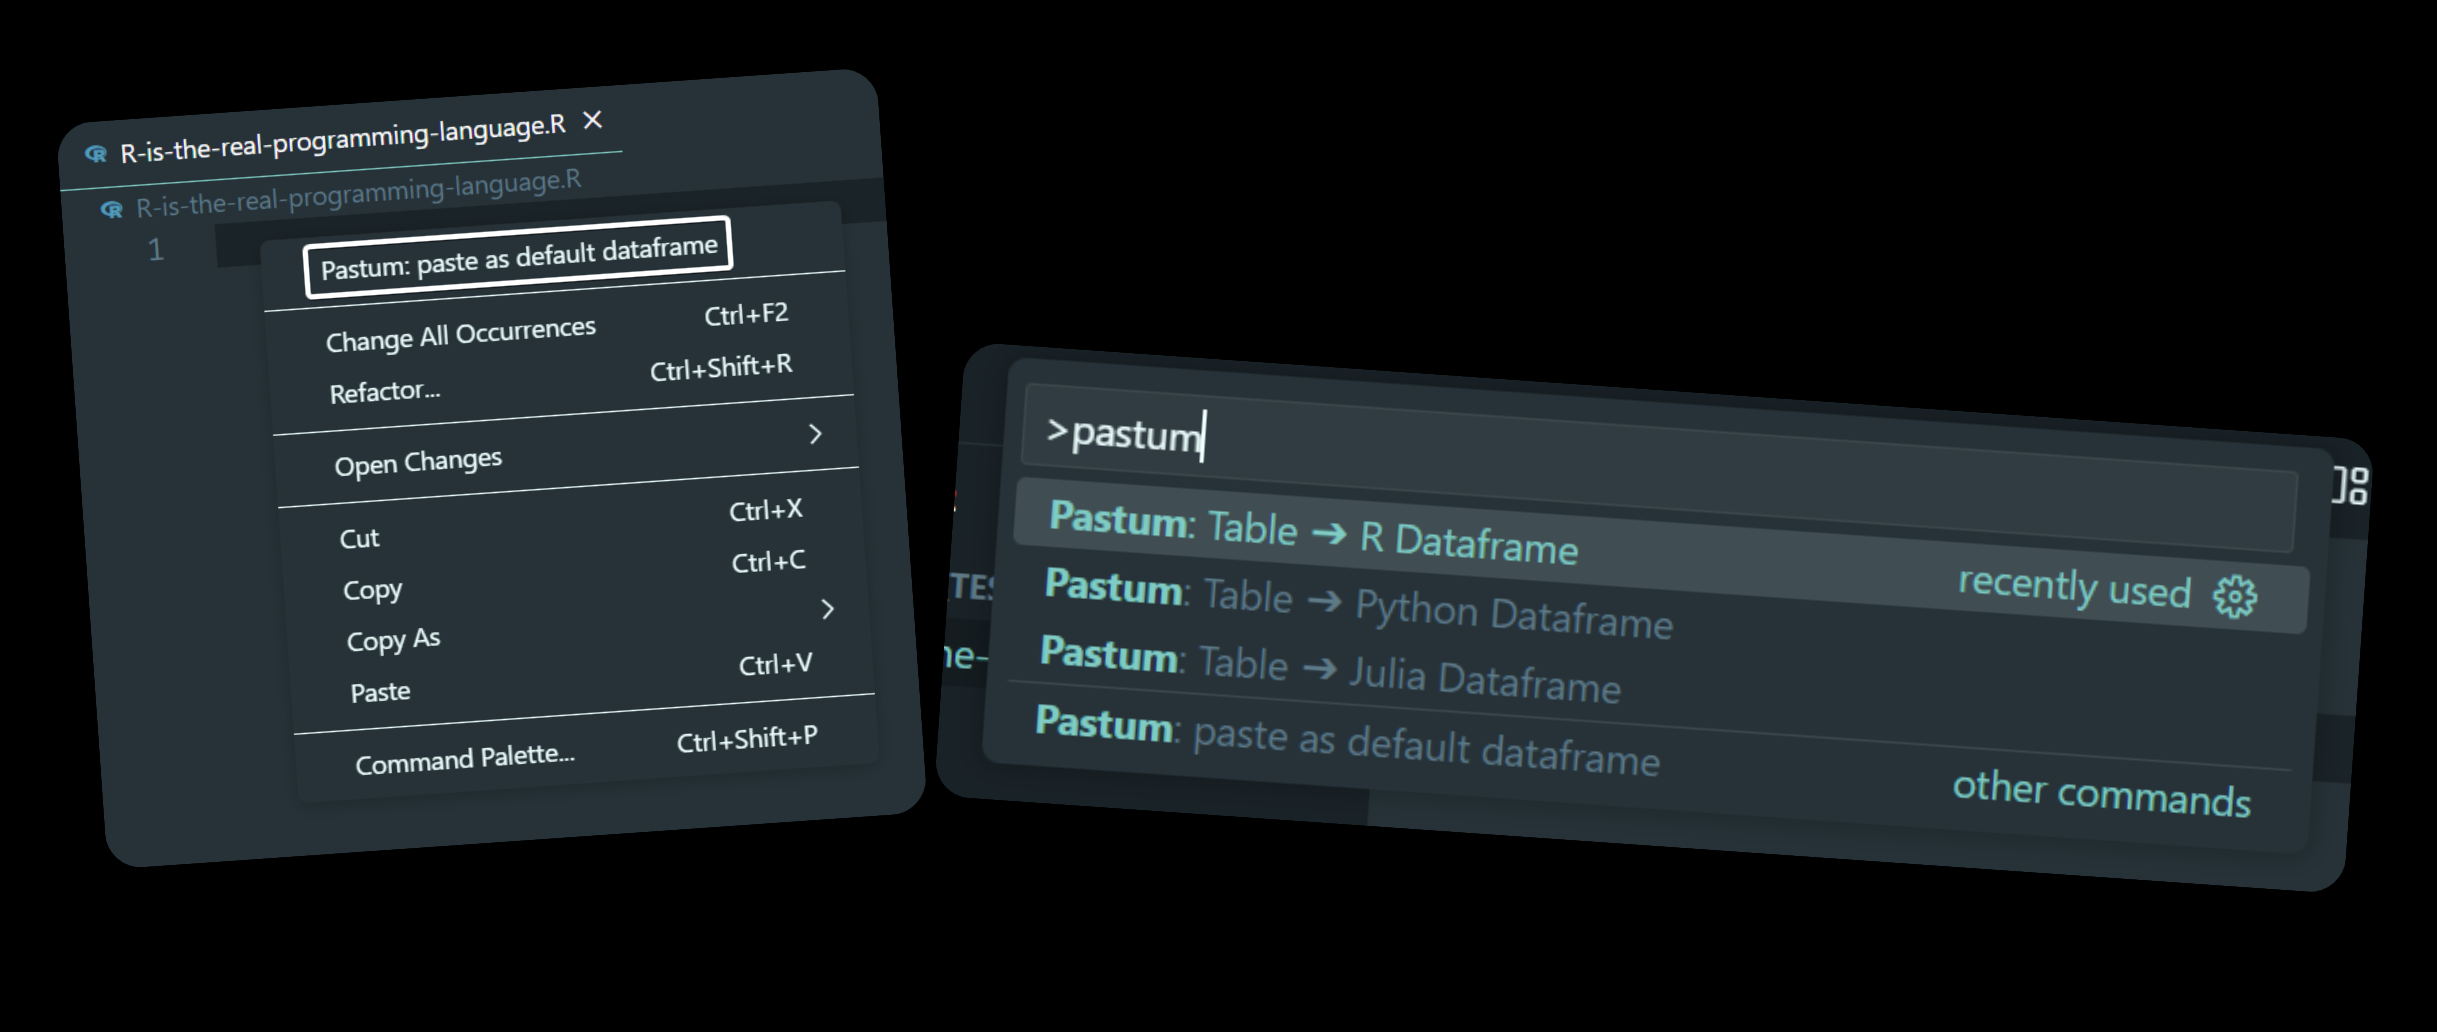 R-is-the-real-programming-language.R
R-is-the-real-programming-language.R
1
Pastum: paste as default dataframe
Change All Occurrences Ctrl+F2
Refactor... Ctrl+Shift+R
Open Changes
Cut Ctrl+X
Copy Ctrl+C
Copy As
Paste Ctrl+V
Command Palette... Ctrl+Shift+P
>pastum
Pastum: Table ➔ R Dataframe recently used
Pastum: Table ➔ Python Dataframe
Pastum: Table ➔ Julia Dataframe
Pastum: paste as default dataframe other commands